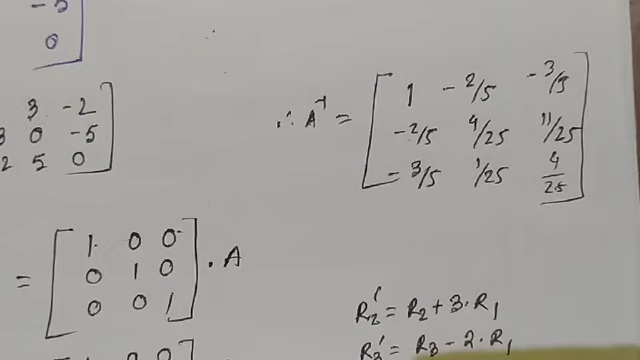 -5
0
3 -2
3 0 -5
2 5 0
∴ A⁻¹ = [ 1 -2/5 -3/5
-2/5 4/25 11/25
-3/5 1/25 4/25 ]
= [ 1 0 0
0 1 0
0 0 1 ] . A
R₂' = R₂ + 3 · R₁
R₃' = R₃ - 2 · R₁